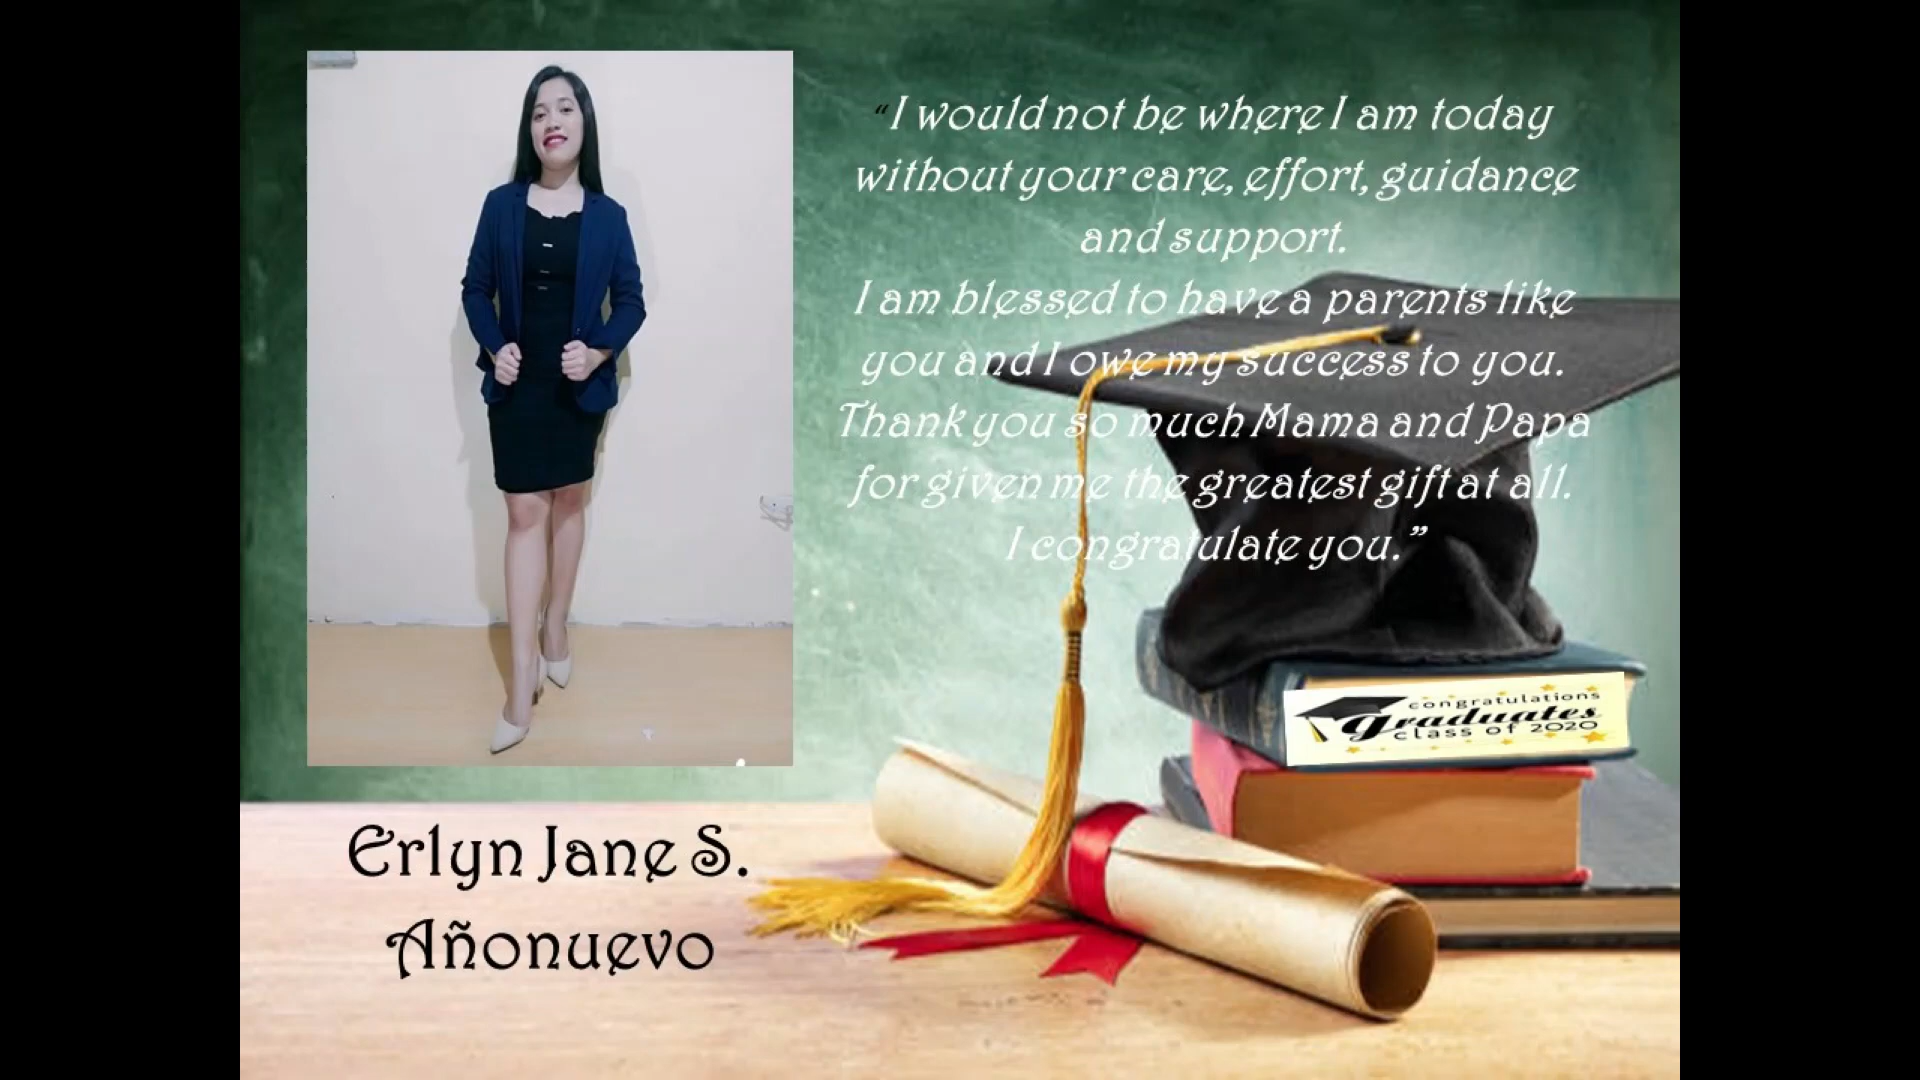 “I would not be where I am today
without your care, effort, guidance
and support.
I am blessed to have a parents like
you and I owe my success to you.
Thank you so much Mama and Papa
for given me the greatest gift at all.
I congratulate you.”
congratulations
graduates
class of 2020
Erlyn Jane S.
Añonuevo